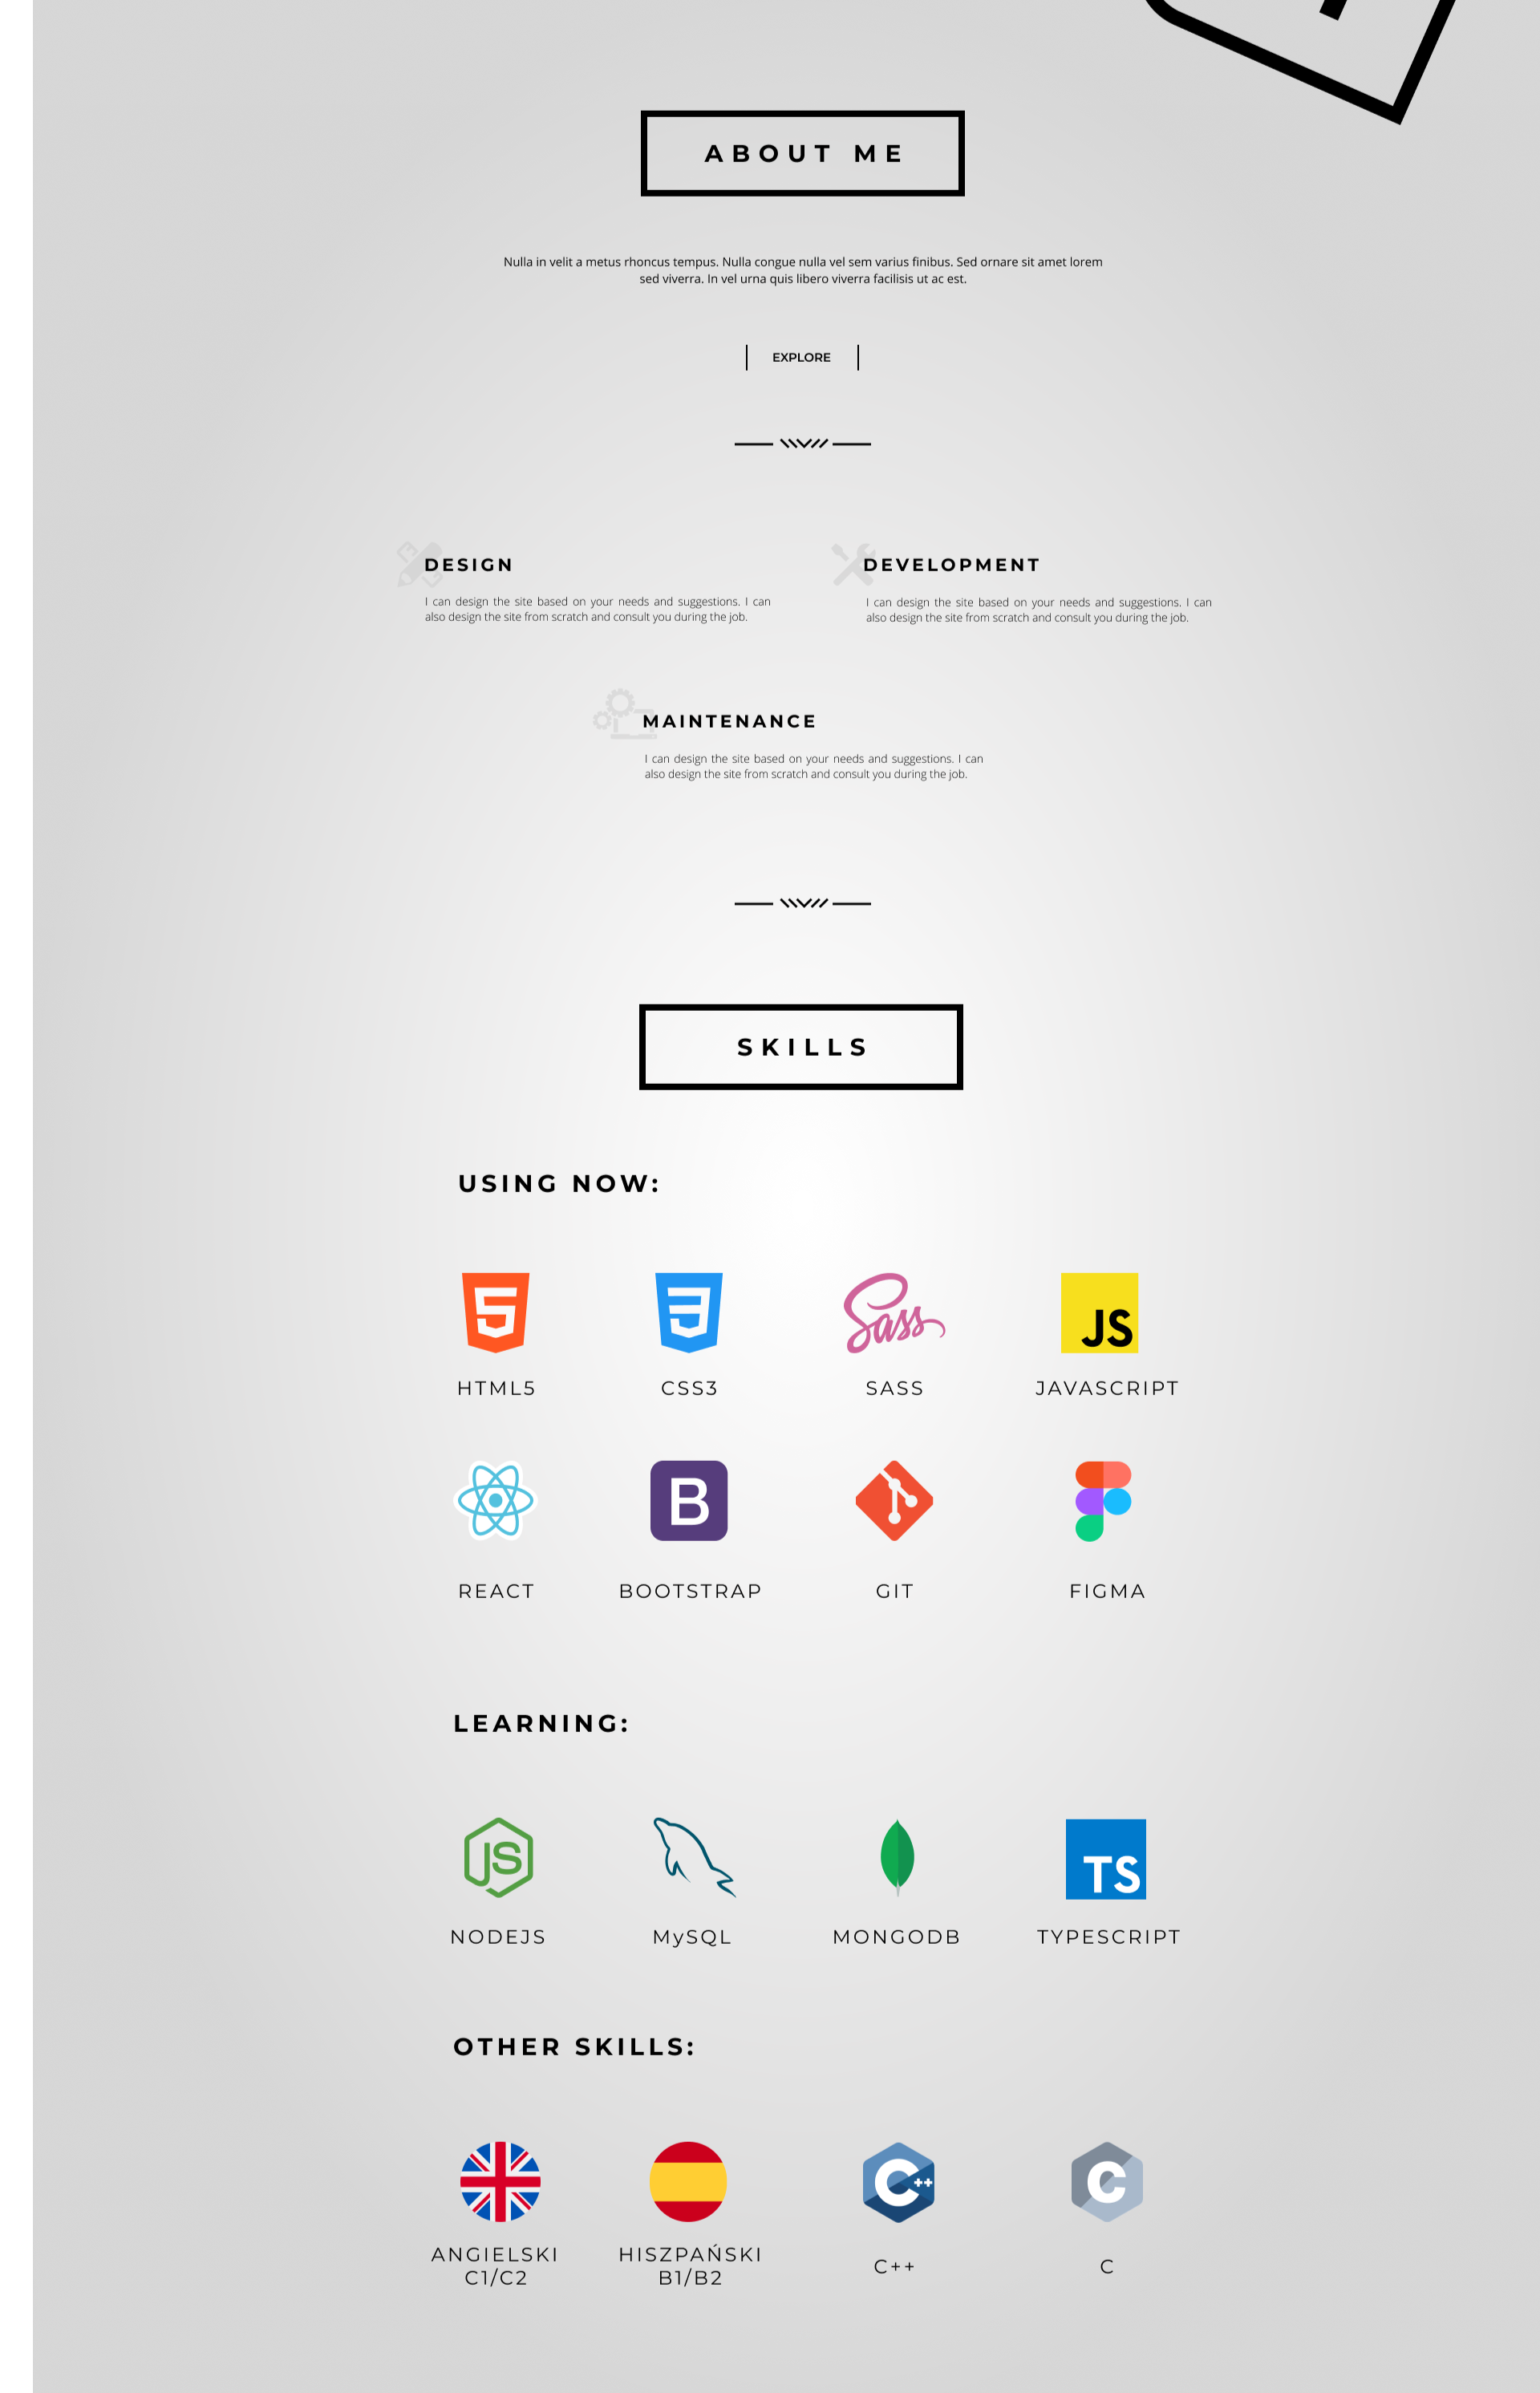 ABOUT ME
Nulla in velit a metus rhoncus tempus. Nulla congue nulla vel sem varius finibus. Sed ornare sit amet lorem
sed viverra. In vel urna quis libero viverra facilisis ut ac est.
EXPLORE
DESIGN
I can design the site based on your needs and suggestions. I can
also design the site from scratch and consult you during the job.
DEVELOPMENT
I can design the site based on your needs and suggestions. I can
also design the site from scratch and consult you during the job.
MAINTENANCE
I can design the site based on your needs and suggestions. I can
also design the site from scratch and consult you during the job.
SKILLS
USING NOW:
5
3
Sass
JS
HTML5
CSS3
SASS
JAVASCRIPT
B
REACT
BOOTSTRAP
GIT
FIGMA
LEARNING:
JS
TS
NODEJS
MySQL
MONGODB
TYPESCRIPT
OTHER SKILLS:
C++
C
ANGIELSKI
C1/C2
HISZPAŃSKI
B1/B2
C++
C